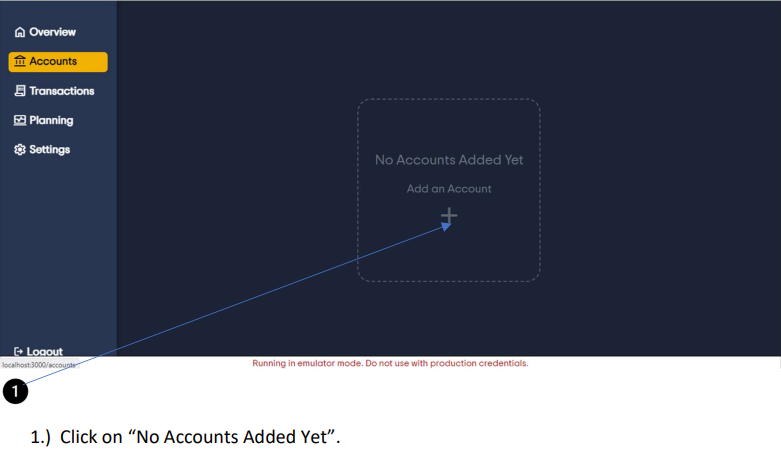 Overview
Accounts
Transactions
Planning
Settings
No Accounts Added Yet
Add an Account
Logout
localhost:3000/accounts
Running in emulator mode. Do not use with production credentials.
1
1.) Click on “No Accounts Added Yet”.